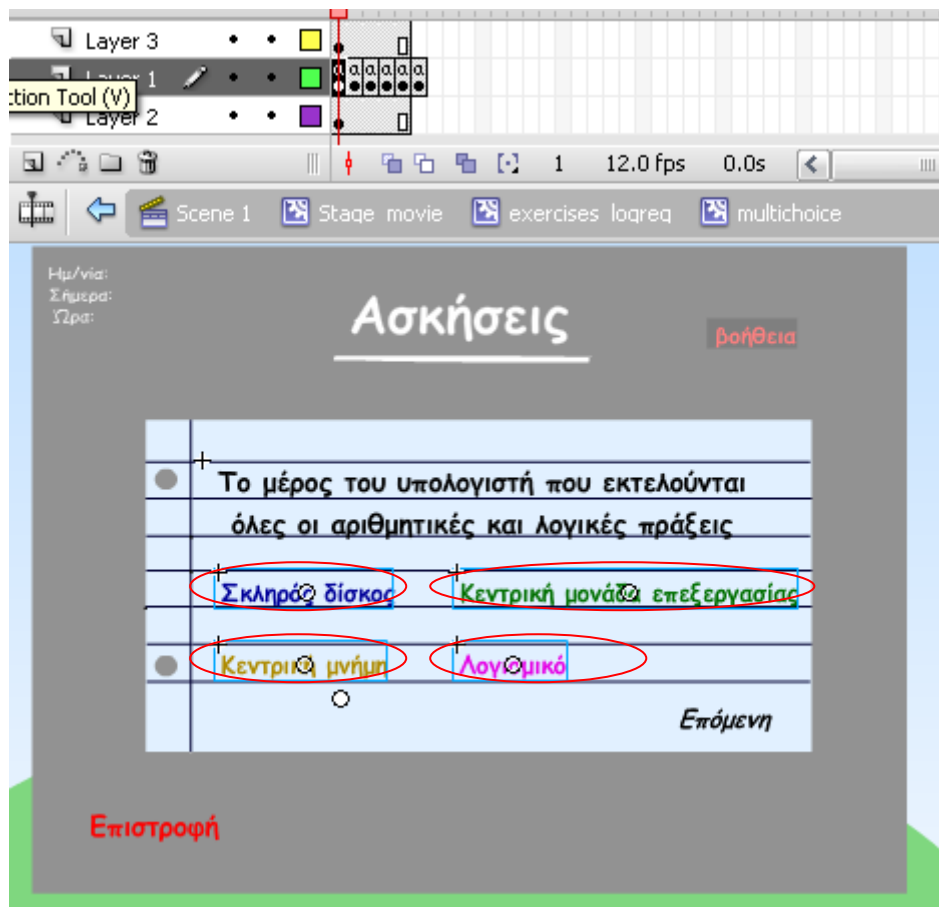 Layer 3
Layer 1
ction Tool (V)
Layer 2
1 12.0 fps 0.0s
Scene 1 Stage movie exercises logreg multichoice
Ημ/νία:
Σήμερα:
Ώρα:
Ασκήσεις
βοήθεια
Το μέρος του υπολογιστή που εκτελούνται
όλες οι αριθμητικές και λογικές πράξεις
Σκληρός δίσκος Κεντρική μονάδα επεξεργασίας
Κεντρική μνήμη Λογισμικό
Επόμενη
Επιστροφή